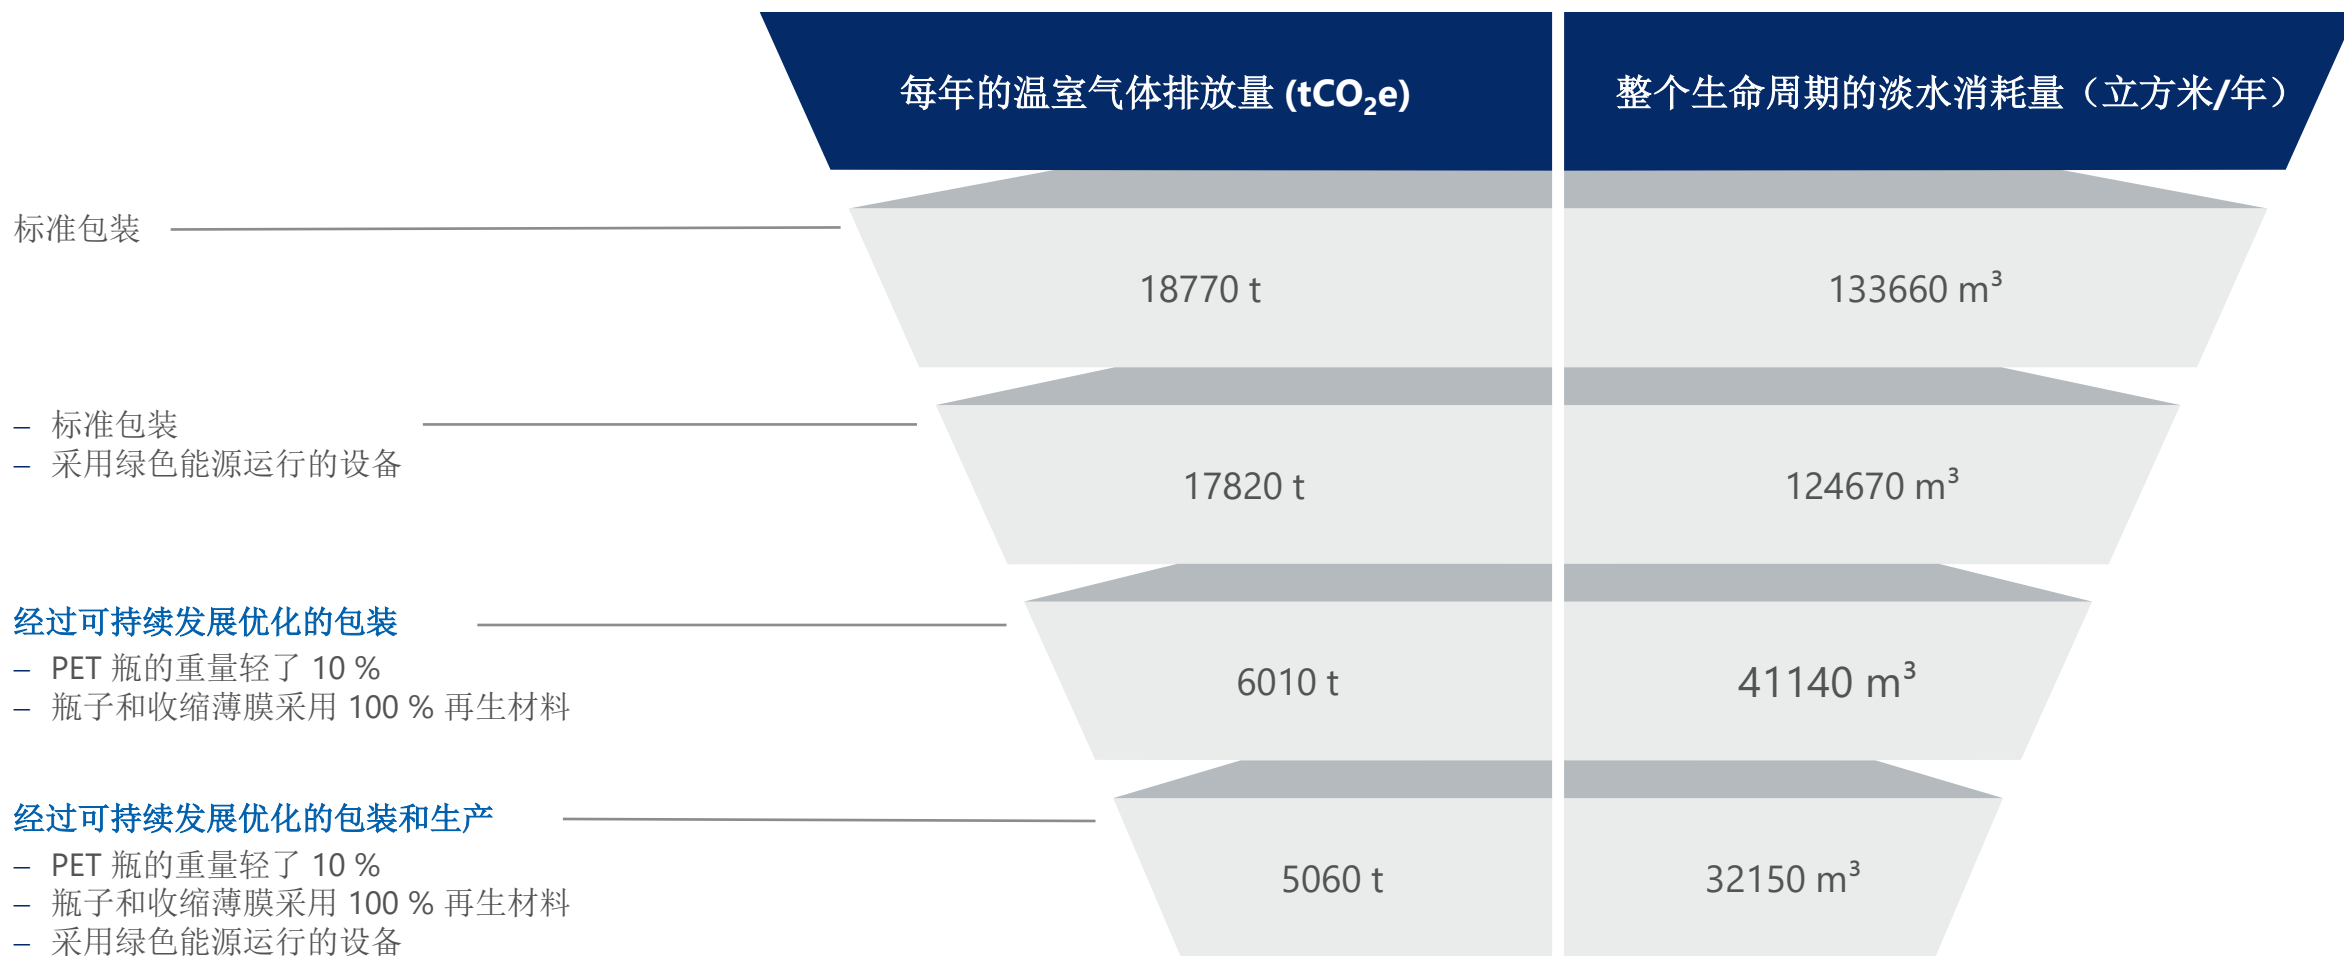 每年的温室气体排放量 (tCO₂e)
整个生命周期的淡水消耗量（立方米/年）
标准包装
18770 t
133660 m³
– 标准包装
– 采用绿色能源运行的设备
17820 t
124670 m³
经过可持续发展优化的包装
– PET 瓶的重量轻了 10 %
– 瓶子和收缩薄膜采用 100 % 再生材料
6010 t
41140 m³
经过可持续发展优化的包装和生产
– PET 瓶的重量轻了 10 %
– 瓶子和收缩薄膜采用 100 % 再生材料
– 采用绿色能源运行的设备
5060 t
32150 m³